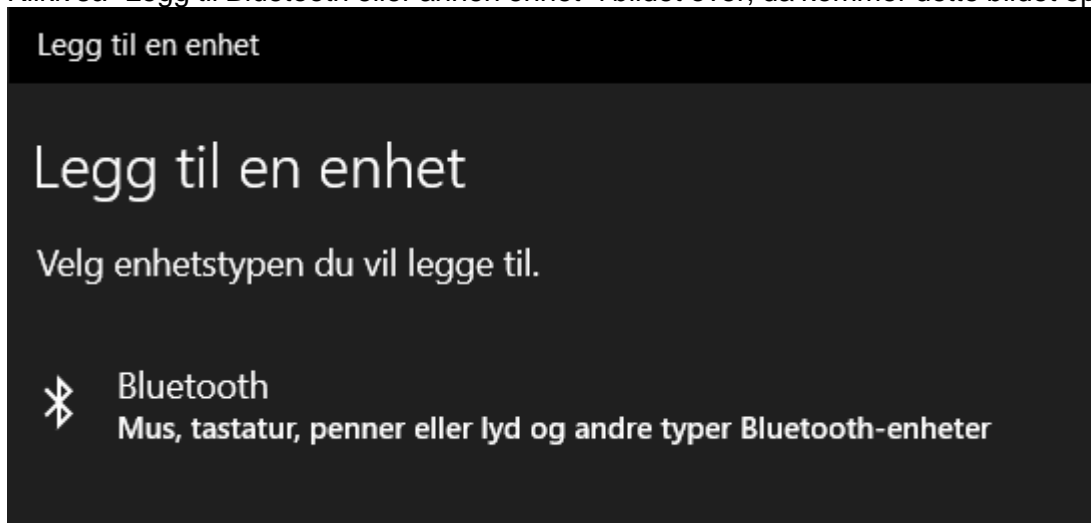 Legg til en enhet
Legg til en enhet
Velg enhetstypen du vil legge til.
Bluetooth
Mus, tastatur, penner eller lyd og andre typer Bluetooth-enheter